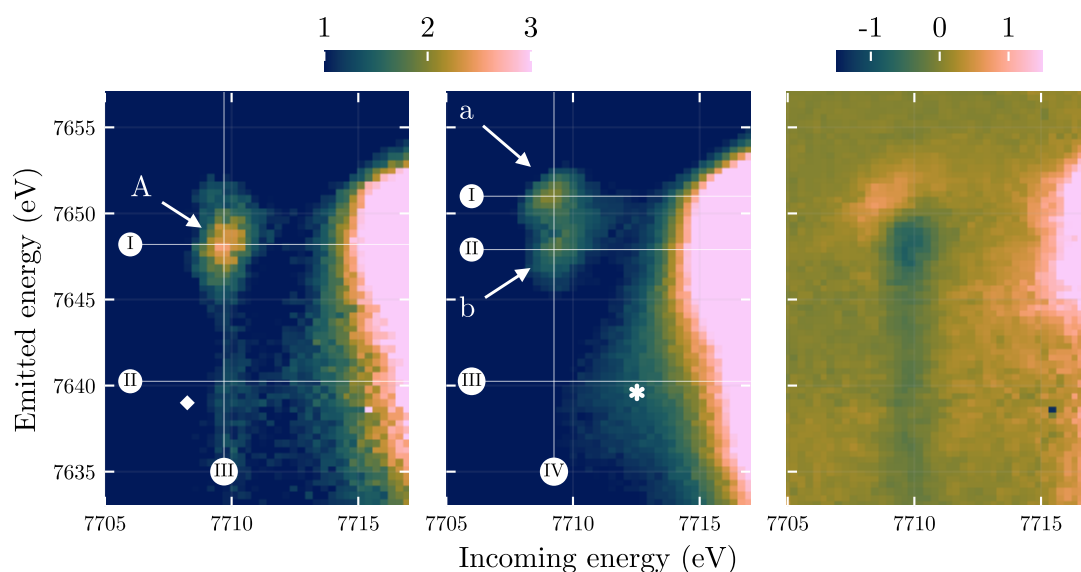 1 2 3
-1 0 1
7655
7650
7645
7640
7635
A
I
II
III
a
b
I
II
III
IV
*
7705 7710 7715
7705 7710 7715
7705 7710 7715
Emitted energy (eV)
Incoming energy (eV)